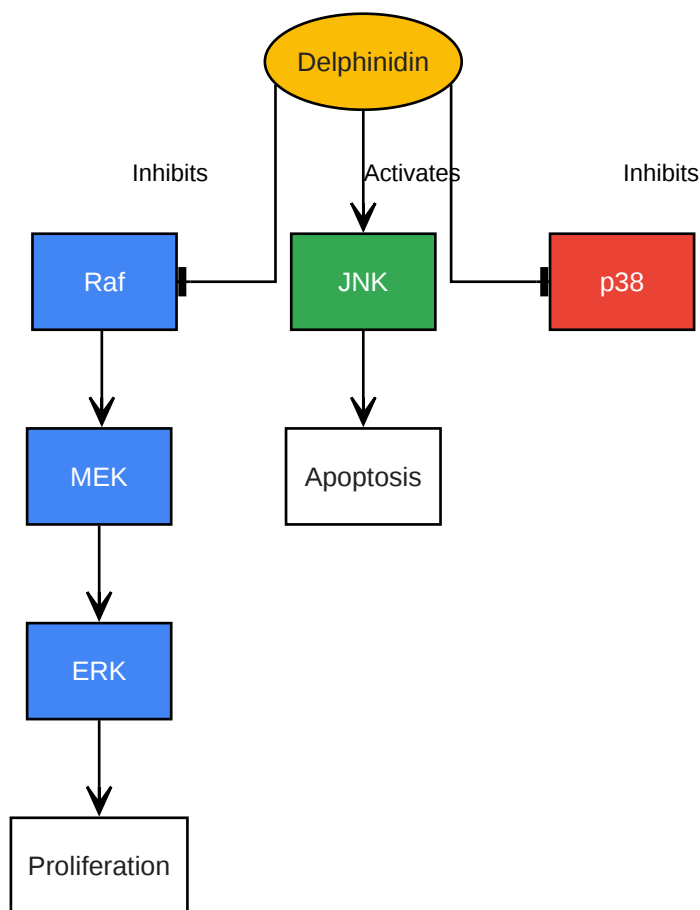 Delphinidin
Inhibits
Activates
Inhibits
Raf
JNK
p38
MEK
Apoptosis
ERK
Proliferation